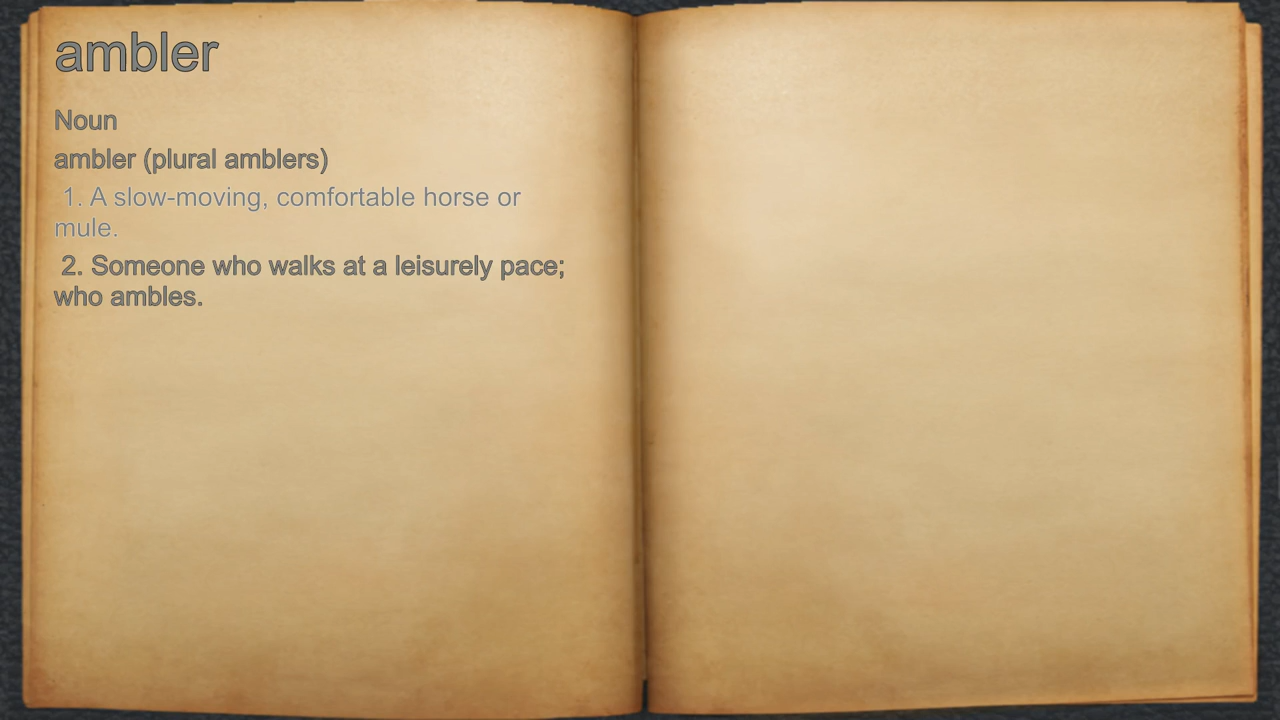 ambler
Noun
ambler (plural amblers)
1. A slow-moving, comfortable horse or
mule.
2. Someone who walks at a leisurely pace;
who ambles.